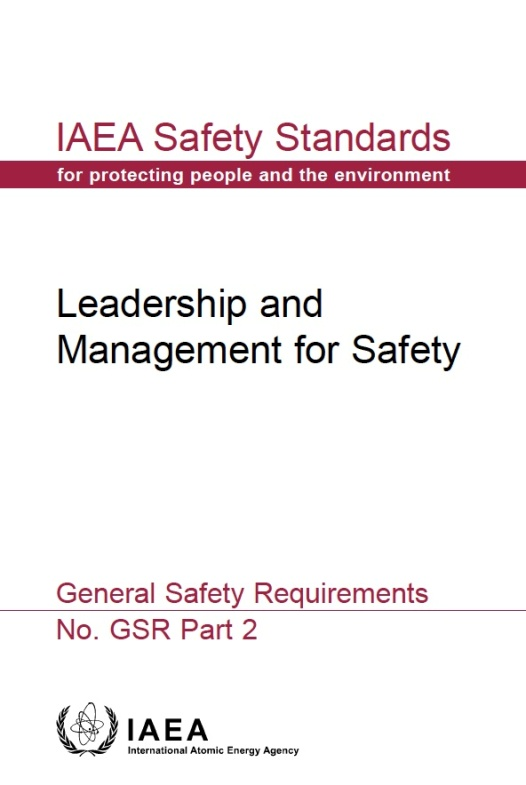 IAEA Safety Standards
for protecting people and the environment
Leadership and
Management for Safety
General Safety Requirements
No. GSR Part 2
IAEA
International Atomic Energy Agency